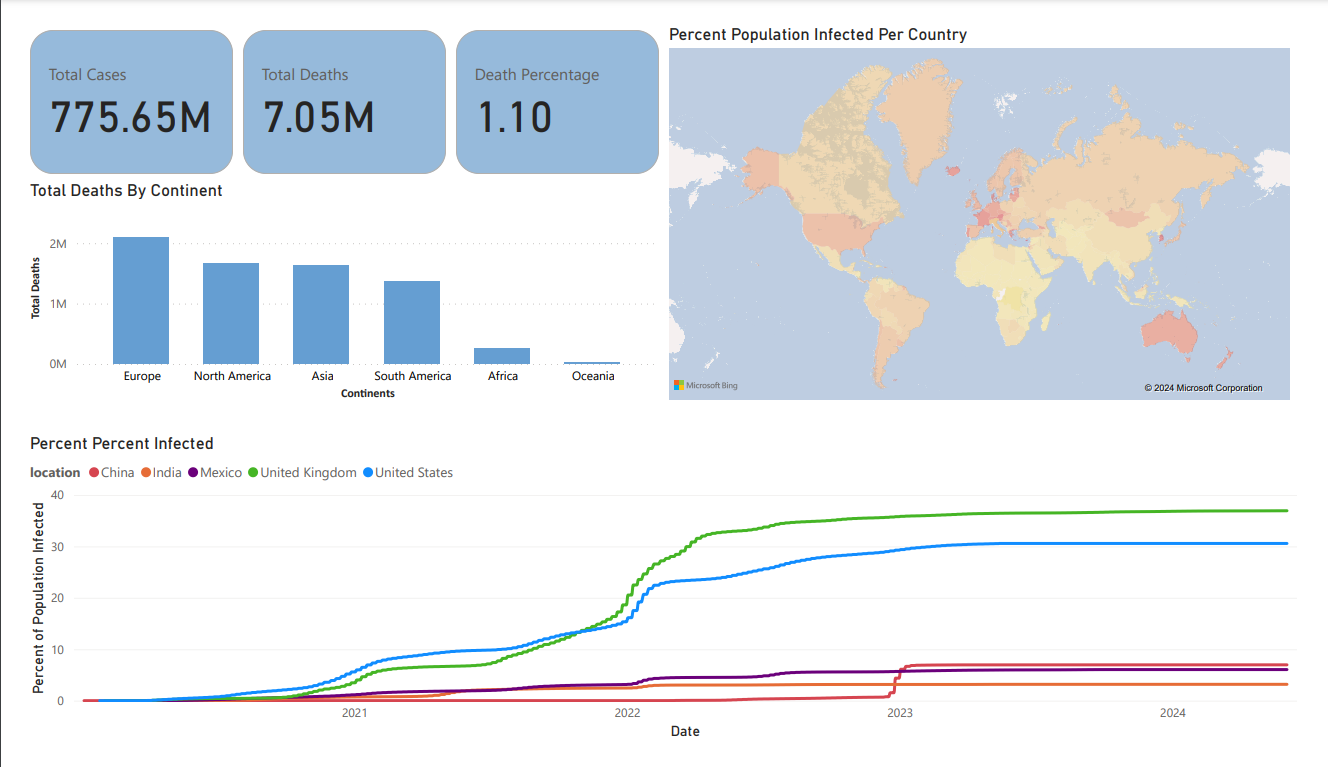 Total Cases
775.65M
Total Deaths
7.05M
Death Percentage
1.10
Percent Population Infected Per Country
Microsoft Bing
© 2024 Microsoft Corporation
Total Deaths By Continent
Total Deaths
2M
1M
0M
Europe North America Asia South America Africa Oceania
Continents
Percent Percent Infected
location China India Mexico United Kingdom United States
Percent of Population Infected
40
30
20
10
0
2021 2022 2023 2024
Date